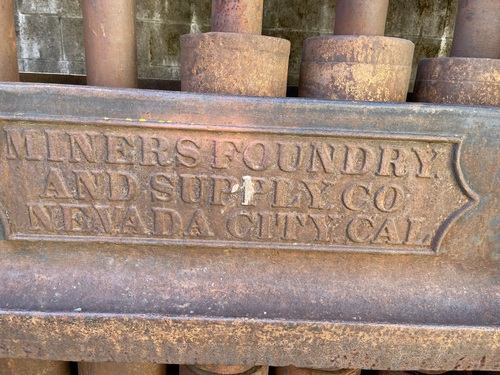 MINERS FOUNDRY
AND SUPPLY CO
NEVADA CITY CAL.